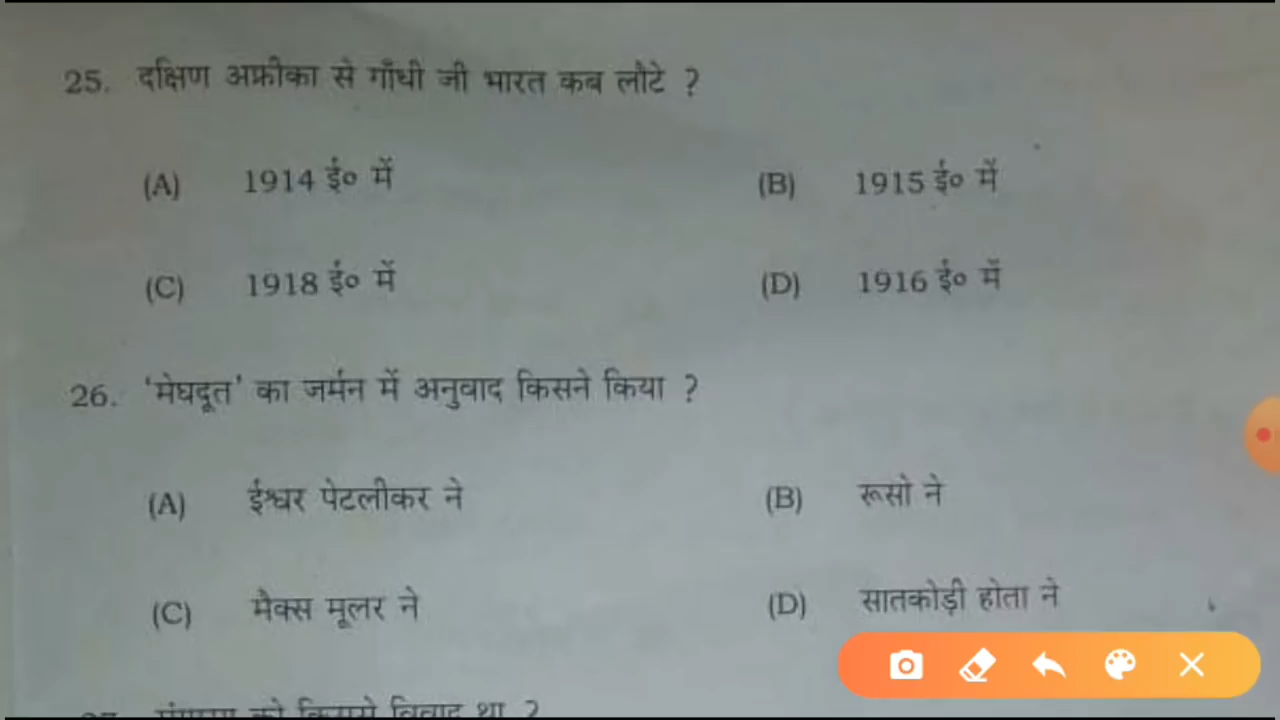 25. दक्षिण अफ्रीका से गाँधी जी भारत कब लौटे ?
(A) 1914 ई० में (B) 1915 ई० में
(C) 1918 ई० में (D) 1916 ई० में
26. 'मेघदूत' का जर्मन में अनुवाद किसने किया ?
(A) ईश्वर पेटलीकर ने (B) रूसो ने
(C) मैक्स मूलर ने (D) सातकोड़ी होता ने
को किससे विवाद था ?